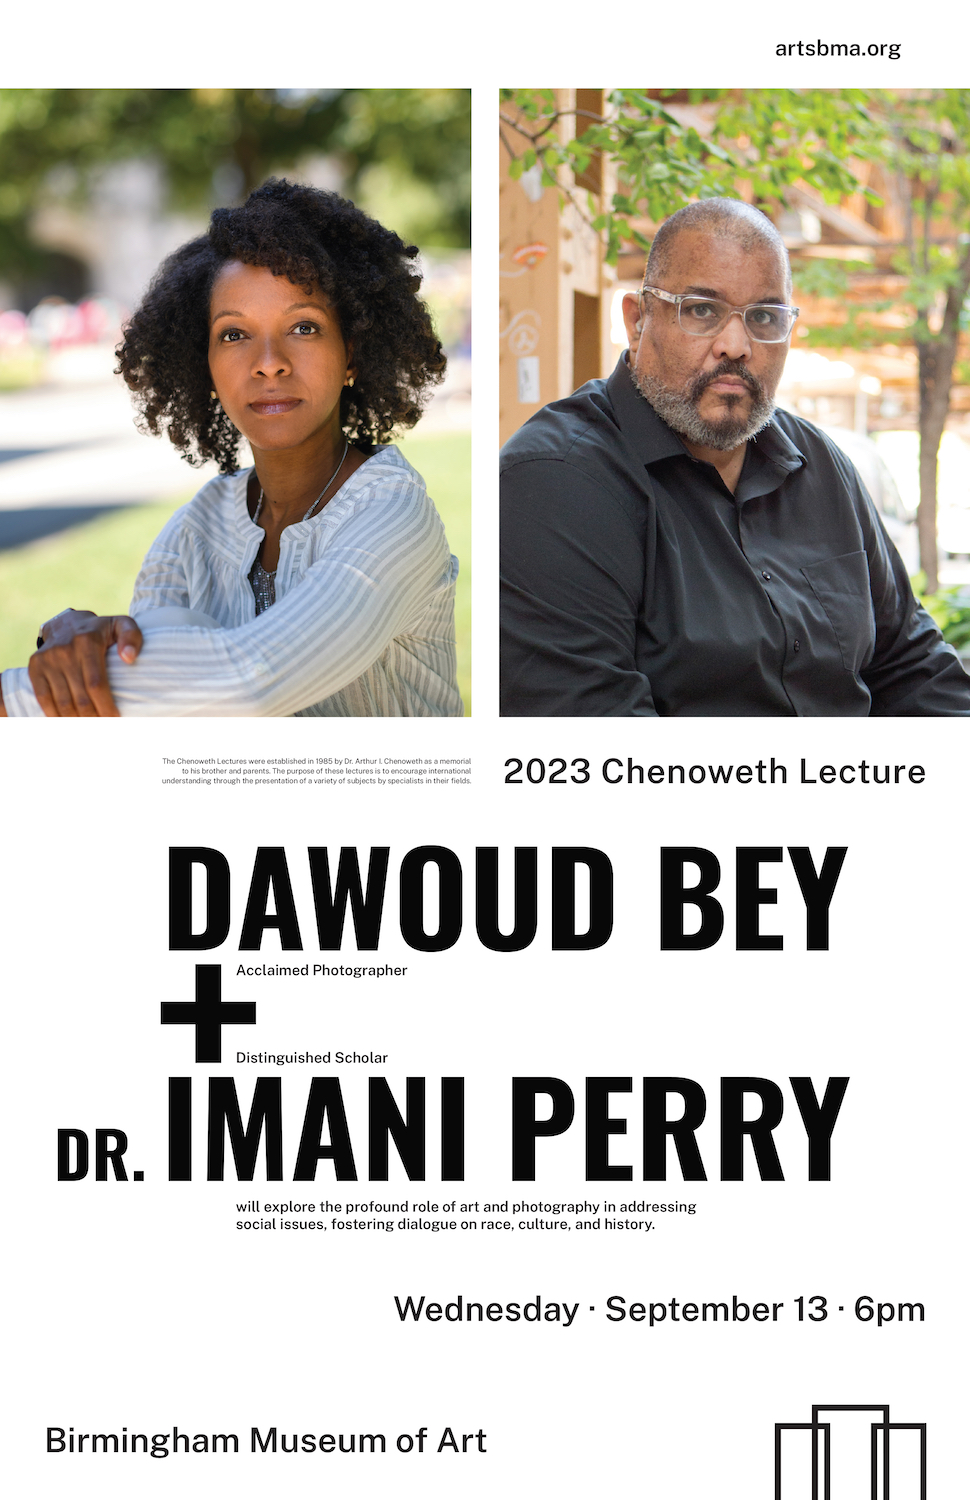 artsbma.org
The Chenoweth Lectures were established in 1985 by Dr. Arthur I. Chenoweth as a memorial
to his brother and parents. The purpose of these lectures is to encourage international
understanding through the presentation of a variety of subjects by specialists in their fields.
2023 Chenoweth Lecture
DAWOUD BEY
+
Acclaimed Photographer
Distinguished Scholar
DR. IMANI PERRY
will explore the profound role of art and photography in addressing
social issues, fostering dialogue on race, culture, and history.
Wednesday · September 13 · 6pm
Birmingham Museum of Art